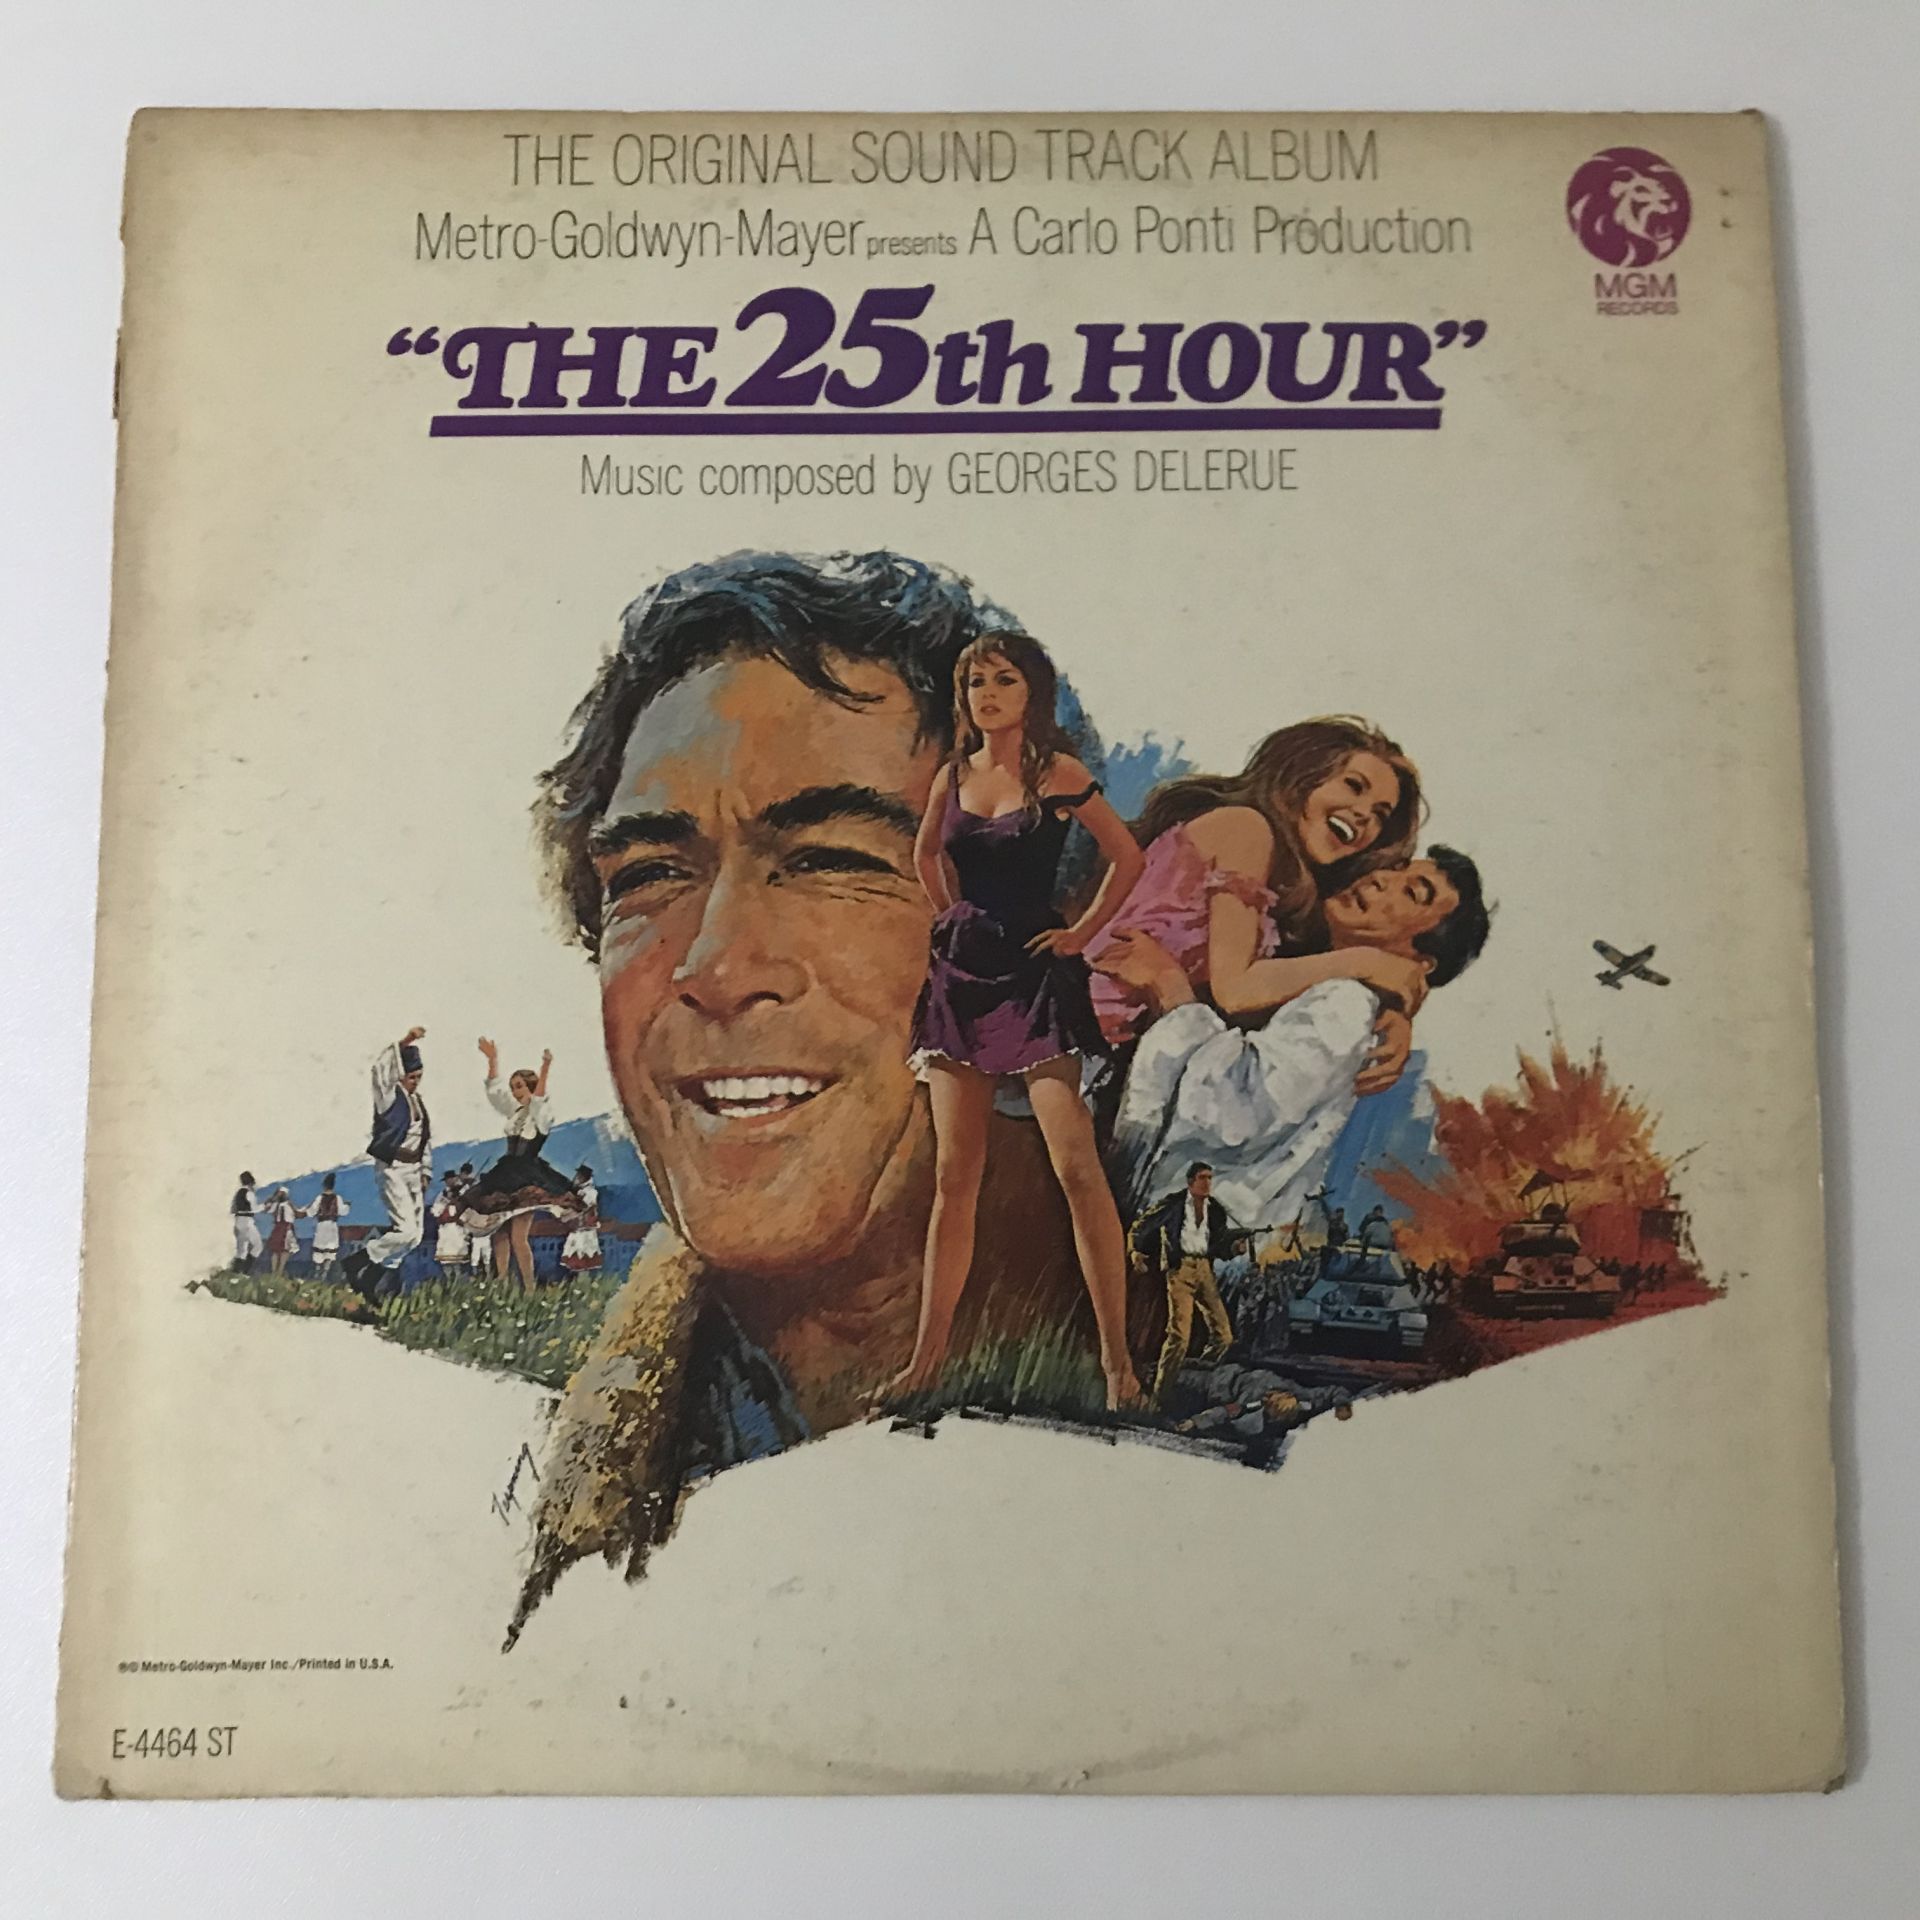 THE ORIGINAL SOUND TRACK ALBUM
Metro-Goldwyn-Mayer presents A Carlo Ponti Production
MGM
RECORDS
“THE 25th HOUR”
Music composed by GEORGES DELERUE
Metro-Goldwyn-Mayer Inc./Printed in U.S.A.
E-4464 ST